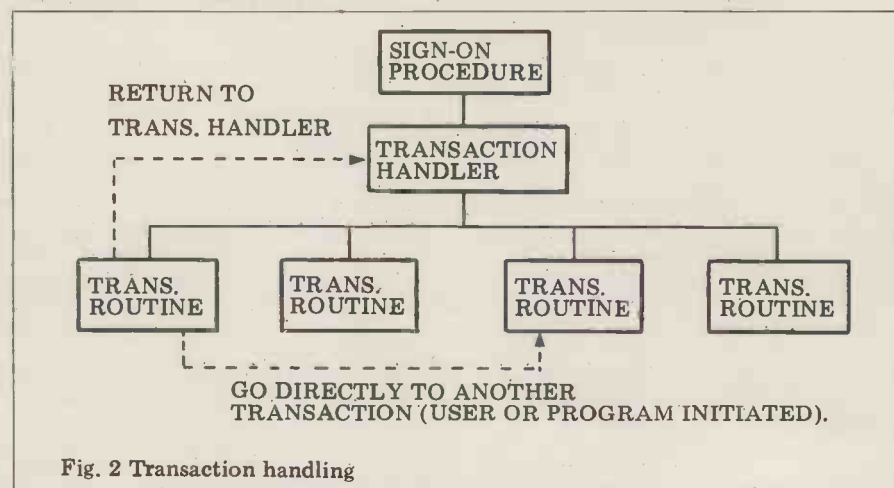 SIGN-ON
PROCEDURE
RETURN TO
TRANS. HANDLER
TRANSACTION
HANDLER
TRANS.
ROUTINE
TRANS.
ROUTINE
TRANS.
ROUTINE
TRANS.
ROUTINE
GO DIRECTLY TO ANOTHER
TRANSACTION (USER OR PROGRAM INITIATED).
Fig. 2 Transaction handling